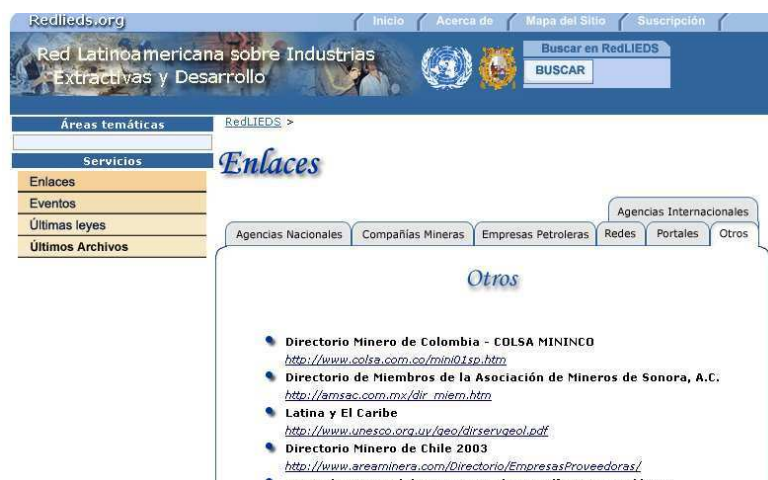 Redlieds.org
Inicio
Acerca de
Mapa del Sitio
Suscripción
Red Latinoamericana sobre Industrias
Extractivas y Desarrollo
Buscar en RedLIEDS
BUSCAR
Áreas temáticas
Servicios
Enlaces
Eventos
Últimas leyes
Últimos Archivos
RedLIEDS >
Enlaces
Agencias Internacionales
Agencias Nacionales
Compañías Mineras
Empresas Petroleras
Redes
Portales
Otros
Otros
Directorio Minero de Colombia - COLSA MININCO
http://www.colsa.com.co/mini01sp.htm
Directorio de Miembros de la Asociación de Mineros de Sonora, A.C.
http://amsac.com.mx/dir_miem.htm
Latina y El Caribe
http://www.unesco.org.uy/geo/dirservgeol.pdf
Directorio Minero de Chile 2003
http://www.areaminera.com/Directorio/EmpresasProveedoras/